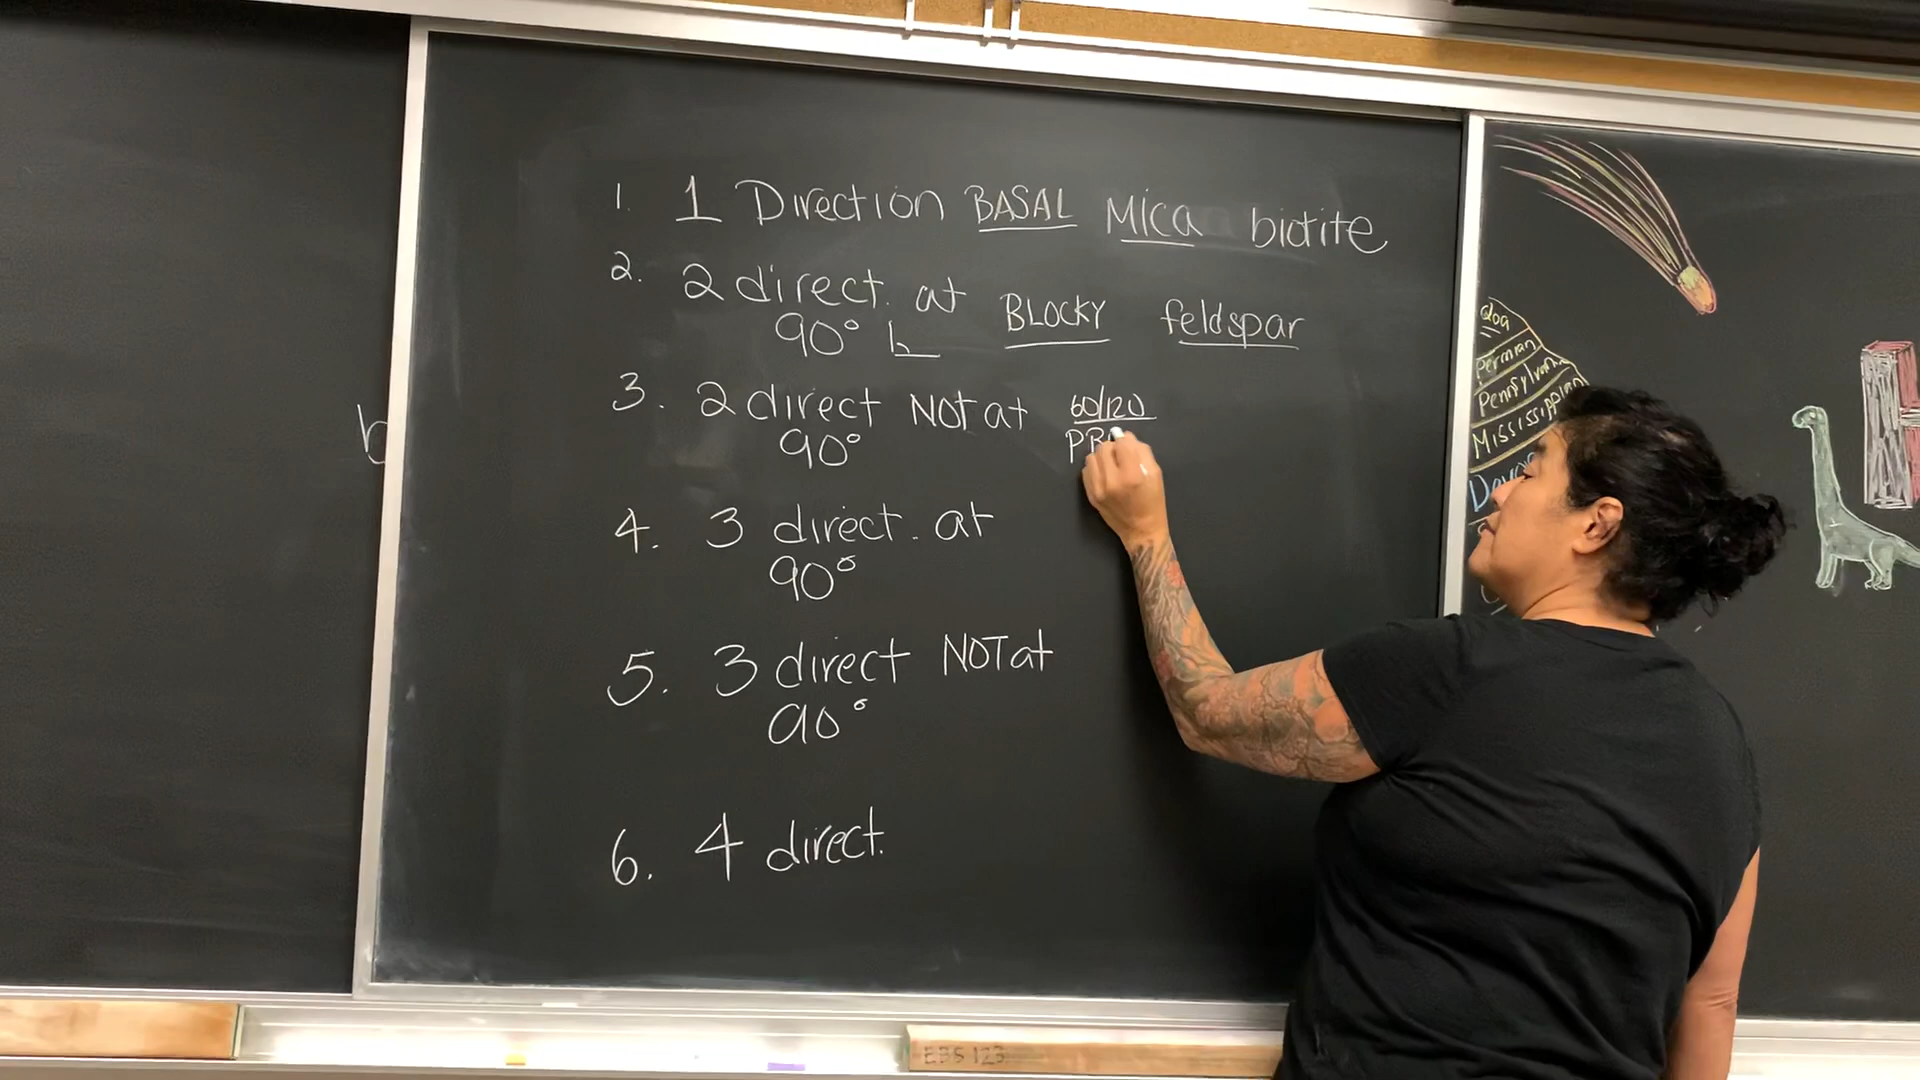 1. 1 Direction BASAL Mica biotite
2. 2 direct. at BLOCKY feldspar
90°
3. 2 direct NOT at 60/120
90°
4. 3 direct. at
90°
5. 3 direct NOT at
90°
6. 4 direct.
Permian
Pennsylvan
Mississippian
EBS 123